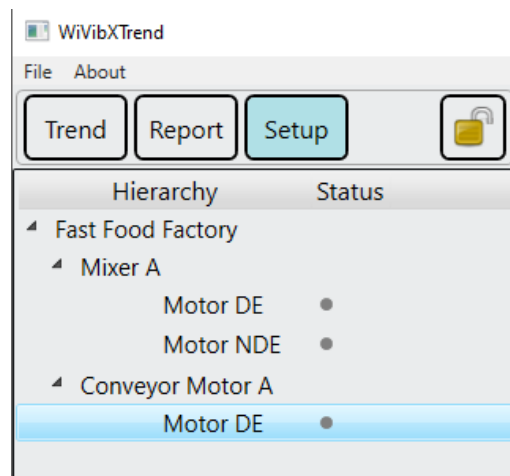 WiVibXTrend
File About
Trend Report Setup
Hierarchy Status
Fast Food Factory
Mixer A
Motor DE
Motor NDE
Conveyor Motor A
Motor DE